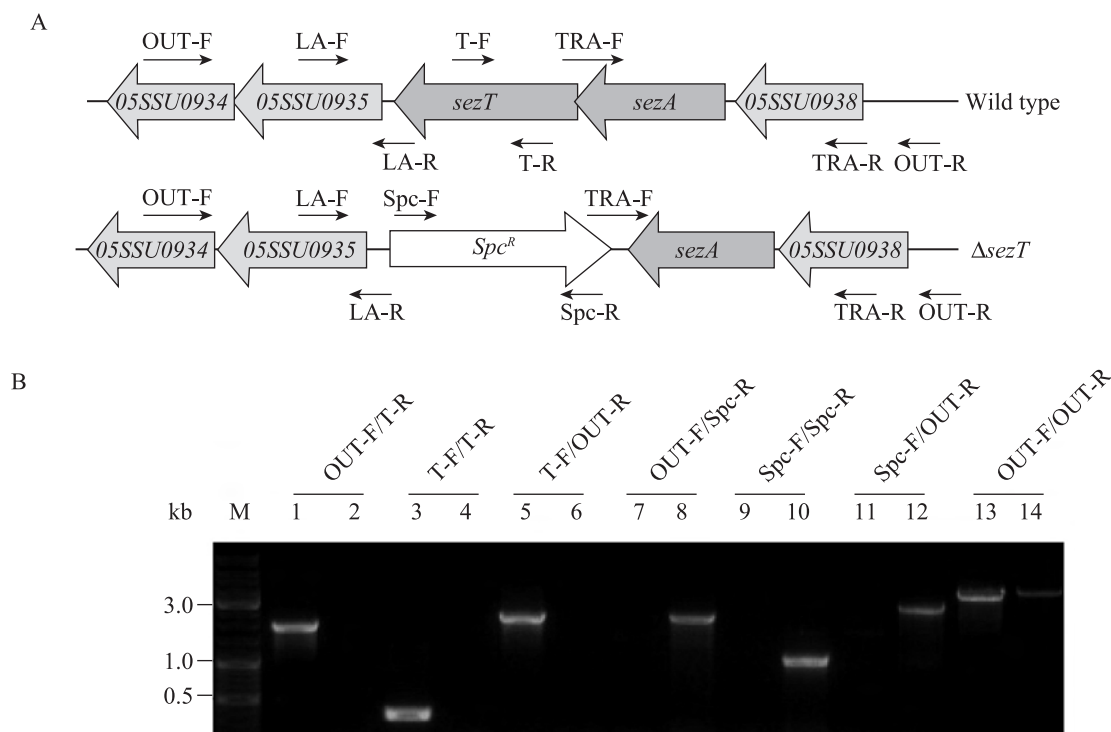 A
OUT-F LA-F T-F TRA-F
05SSU0934 05SSU0935 sezT sezA 05SSU0938 Wild type
LA-R T-R TRA-R OUT-R
OUT-F LA-F Spc-F TRA-F
05SSU0934 05SSU0935 Spc^R sezA 05SSU0938 ΔsezT
LA-R Spc-R TRA-R OUT-R
B
OUT-F/T-R T-F/T-R T-F/OUT-R OUT-F/Spc-R Spc-F/Spc-R Spc-F/OUT-R OUT-F/OUT-R
kb M 1 2 3 4 5 6 7 8 9 10 11 12 13 14
3.0
1.0
0.5